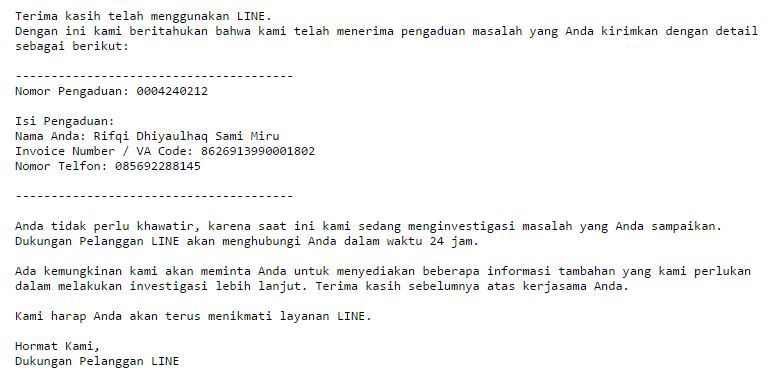 Terima kasih telah menggunakan LINE.
Dengan ini kami beritahukan bahwa kami telah menerima pengaduan masalah yang Anda kirimkan dengan detail
sebagai berikut:
---------------------------------------
Nomor Pengaduan: 0004240212
Isi Pengaduan:
Nama Anda: Rifqi Dhiyaulhaq Sami Miru
Invoice Number / VA Code: 8626913990001802
Nomor Telfon: 085692288145
---------------------------------------
Anda tidak perlu khawatir, karena saat ini kami sedang menginvestigasi masalah yang Anda sampaikan.
Dukungan Pelanggan LINE akan menghubungi Anda dalam waktu 24 jam.
Ada kemungkinan kami akan meminta Anda untuk menyediakan beberapa informasi tambahan yang kami perlukan
dalam melakukan investigasi lebih lanjut. Terima kasih sebelumnya atas kerjasama Anda.
Kami harap Anda akan terus menikmati layanan LINE.
Hormat Kami,
Dukungan Pelanggan LINE